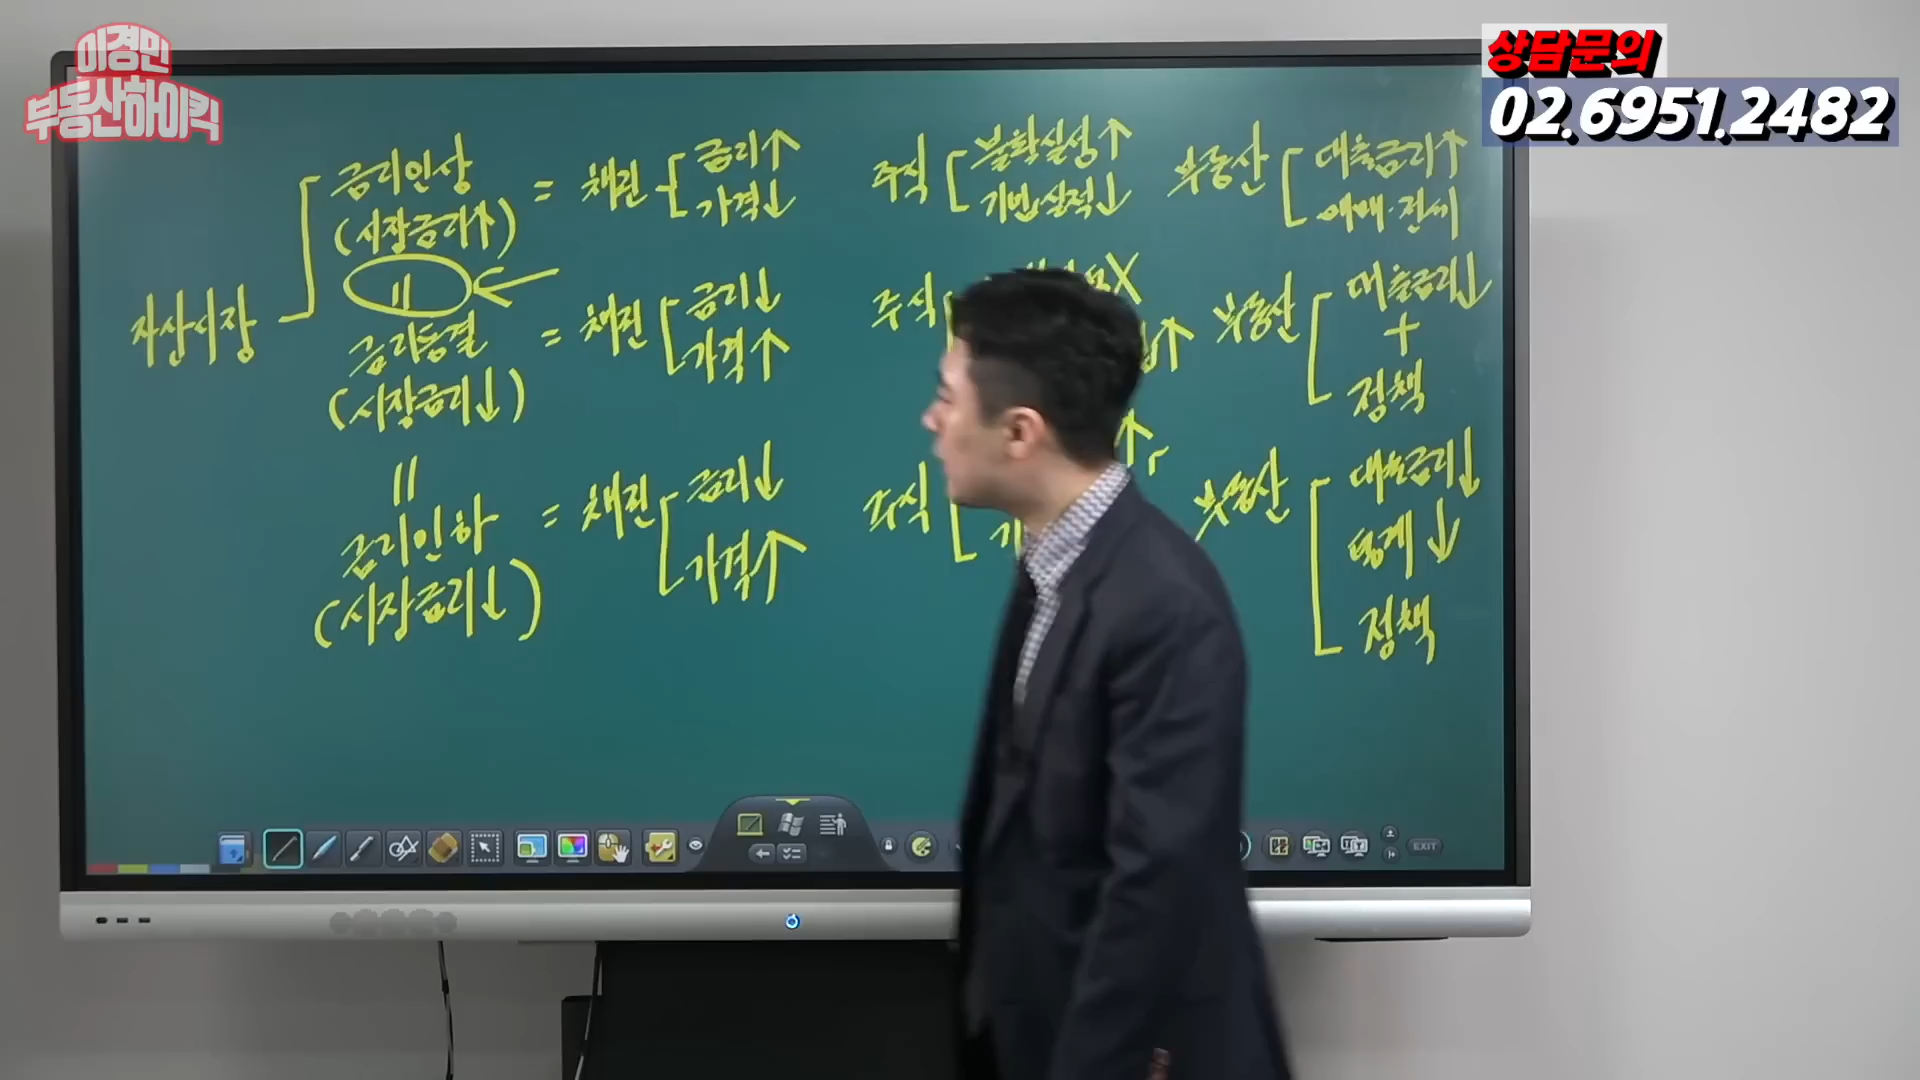 이경민
부동산하이킥
상담문의
02.6951.2482
자산시장
금리인상 = 채권 금리↑ 주식 불확실성↑ 부동산 대출금리↑
(시장금리↑) 가격↓ 기업실적↓ 매매·전세
=
금리동결 = 채권 금리↓ 주식 X 부동산 대출금리↓
(시장금리↓) 가격↑ ↑ +
정책
=
금리인하 = 채권 금리↓ 주식 ↑ 부동산 대출금리↓
(시장금리↓) 가격↑ 기 ↓
정책
EXIT